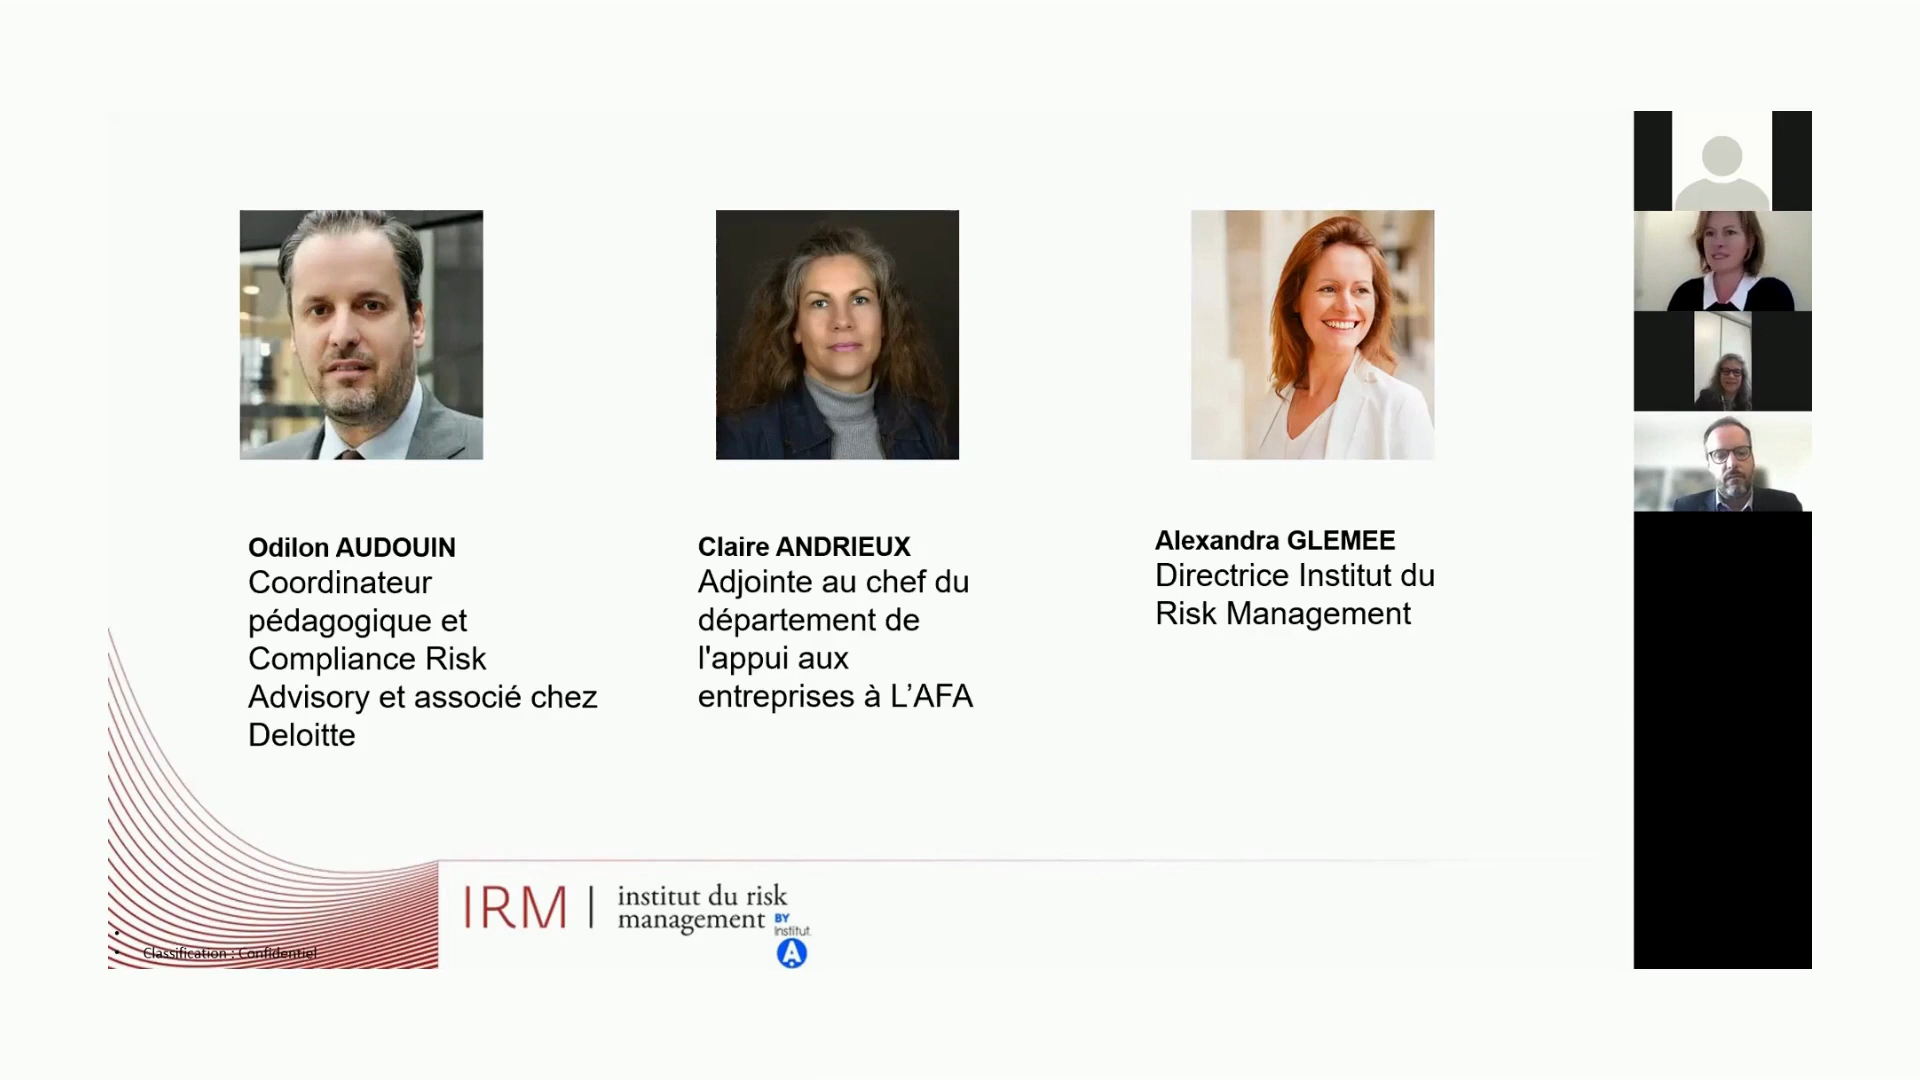 Odilon AUDOUIN
Coordinateur
pédagogique et
Compliance Risk
Advisory et associé chez
Deloitte
Claire ANDRIEUX
Adjointe au chef du
département de
l'appui aux
entreprises à L’AFA
Alexandra GLEMEE
Directrice Institut du
Risk Management
IRM | institut du risk
management BY
Institut.
A
Classification : Confidentiel